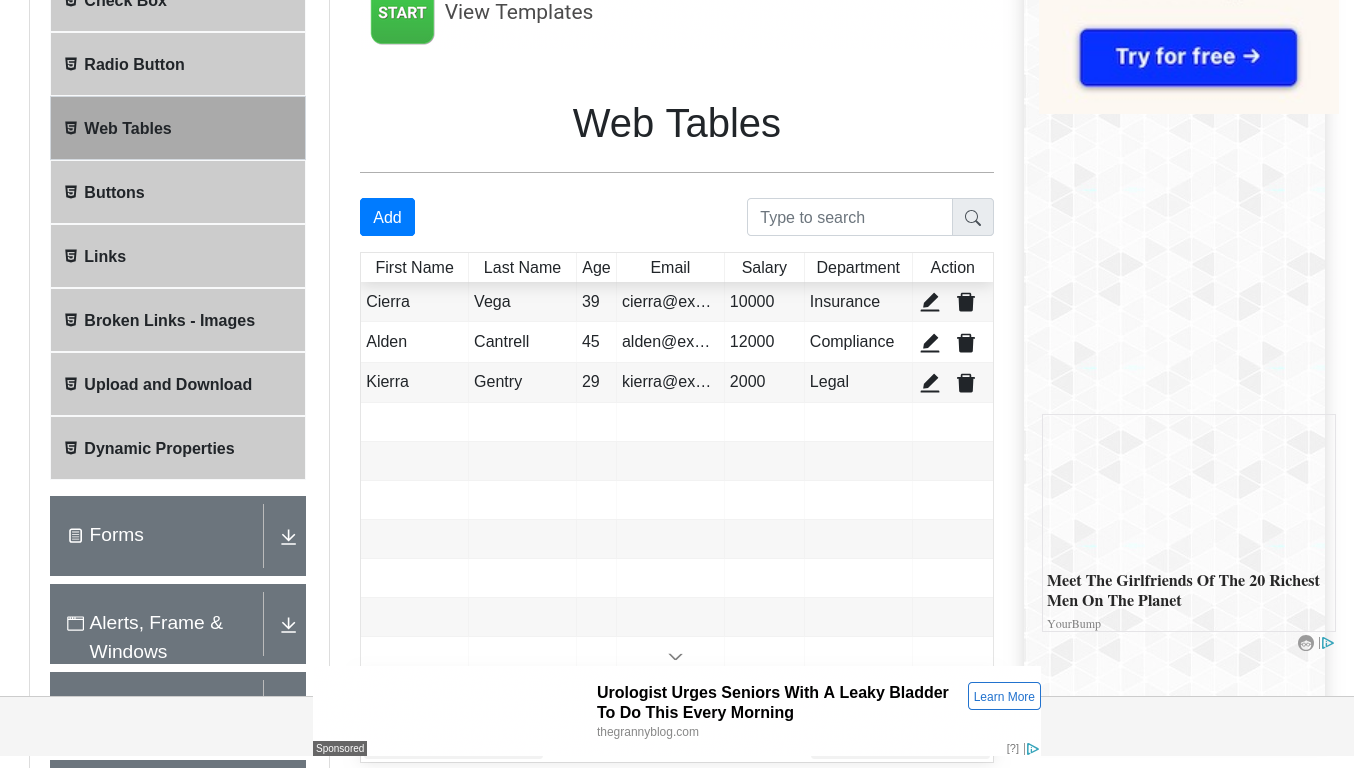 Check Box
Radio Button
Web Tables
Buttons
Links
Broken Links - Images
Upload and Download
Dynamic Properties
Forms
Alerts, Frame &
Windows
START
View Templates
Web Tables
Add
Type to search
First Name Last Name Age Email Salary Department Action
Cierra Vega 39 cierra@ex… 10000 Insurance
Alden Cantrell 45 alden@ex… 12000 Compliance
Kierra Gentry 29 kierra@ex… 2000 Legal
Try for free →
Meet The Girlfriends Of The 20 Richest
Men On The Planet
YourBump
Urologist Urges Seniors With A Leaky Bladder
To Do This Every Morning
thegrannyblog.com
Learn More
Sponsored
[?]